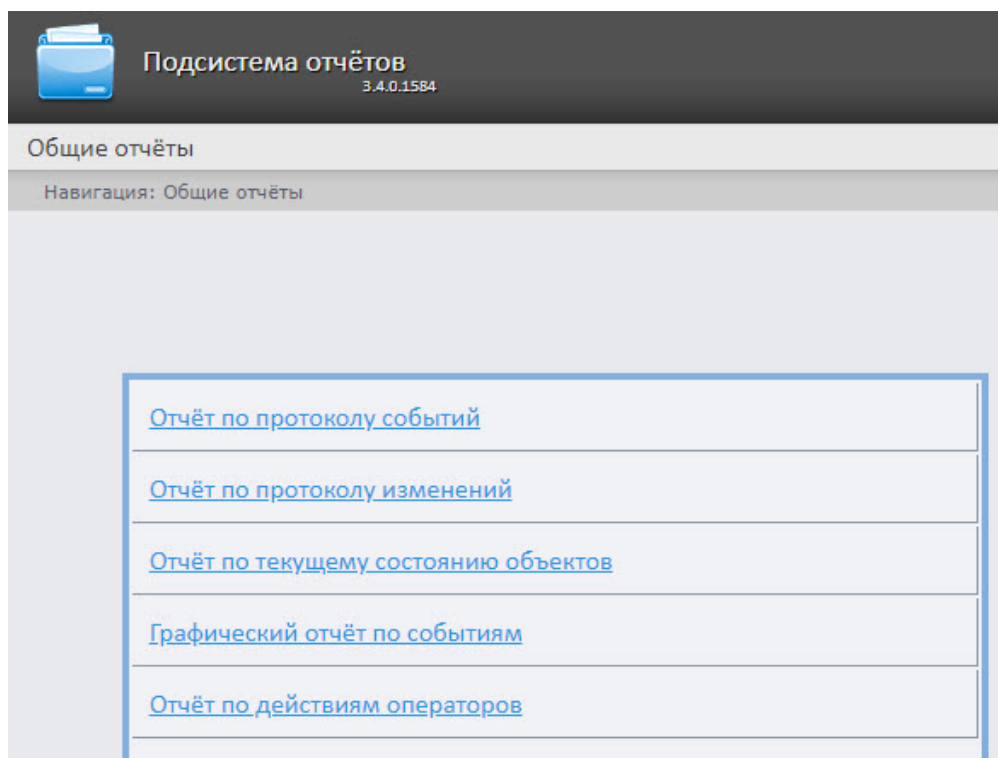 Подсистема отчётов
3.4.0.1584
Общие отчёты
Навигация: Общие отчёты
Отчёт по протоколу событий
Отчёт по протоколу изменений
Отчёт по текущему состоянию объектов
Графический отчёт по событиям
Отчёт по действиям операторов